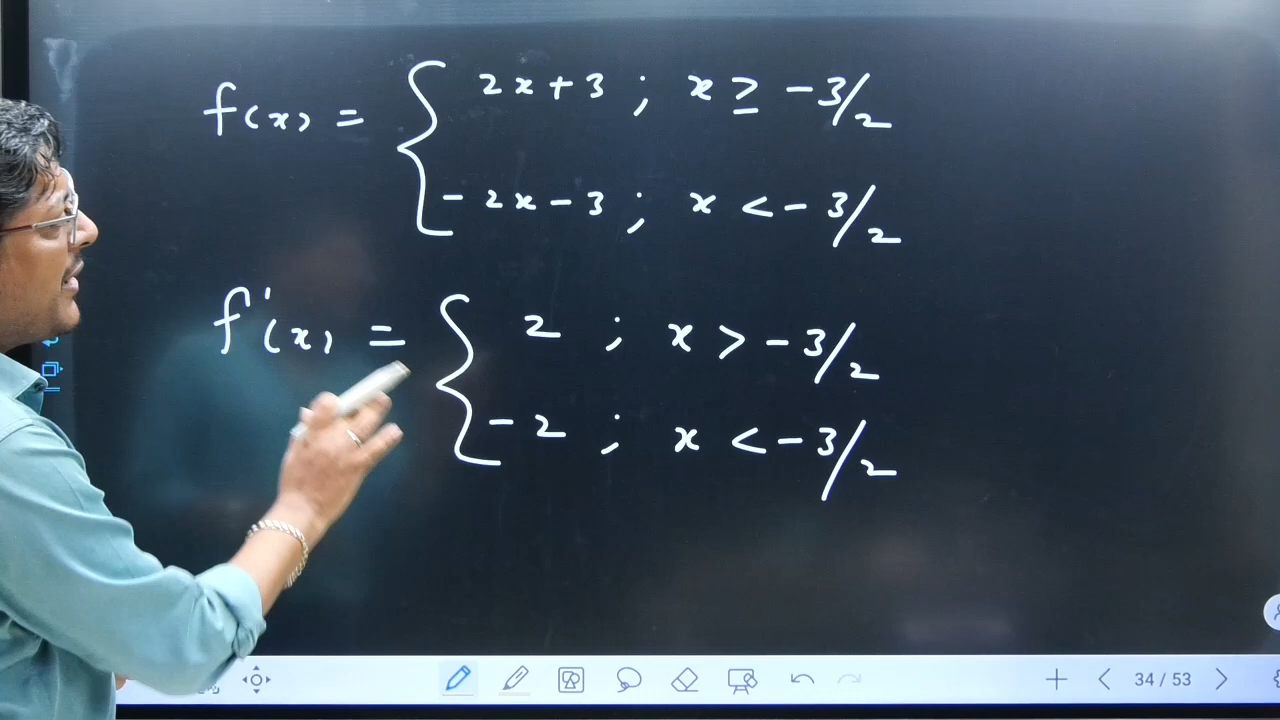 f(x) = { 2x+3 ; x ≥ -3/2
-2x-3 ; x < -3/2
f'(x) = { 2 ; x > -3/2
-2 ; x < -3/2
34 / 53